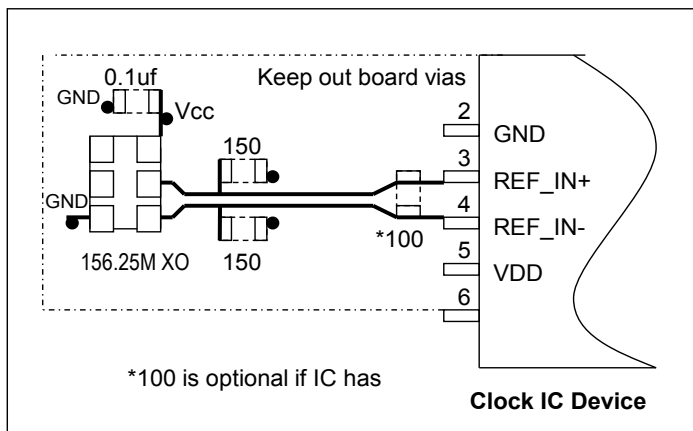 0.1uf
Keep out board vias
GND
Vcc
2
GND
150
3
REF_IN+
GND
4
REF_IN-
*100
156.25M XO
150
5
VDD
6
*100 is optional if IC has
Clock IC Device